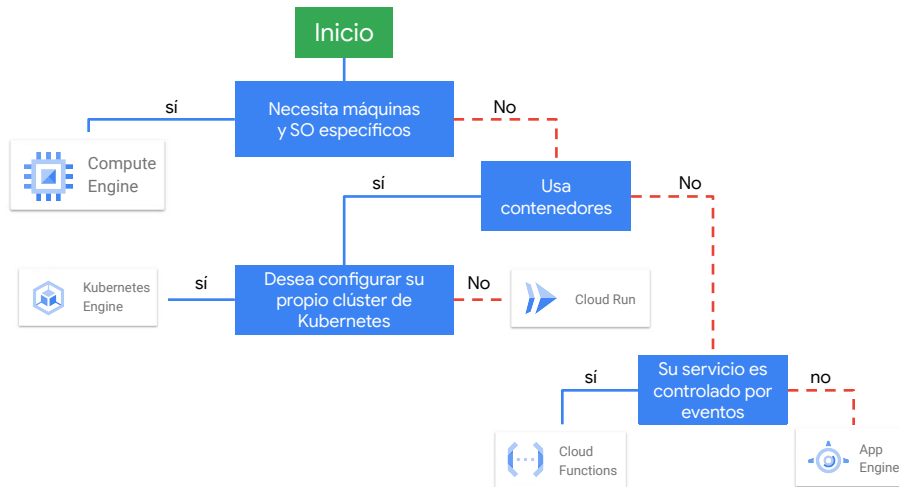 Inicio
sí
Necesita máquinas
y SO específicos
No
Compute
Engine
sí
Usa
contenedores
No
Kubernetes
Engine
sí
Desea configurar su
propio clúster de
Kubernetes
No
Cloud Run
sí
Su servicio es
controlado por
eventos
no
Cloud
Functions
App
Engine